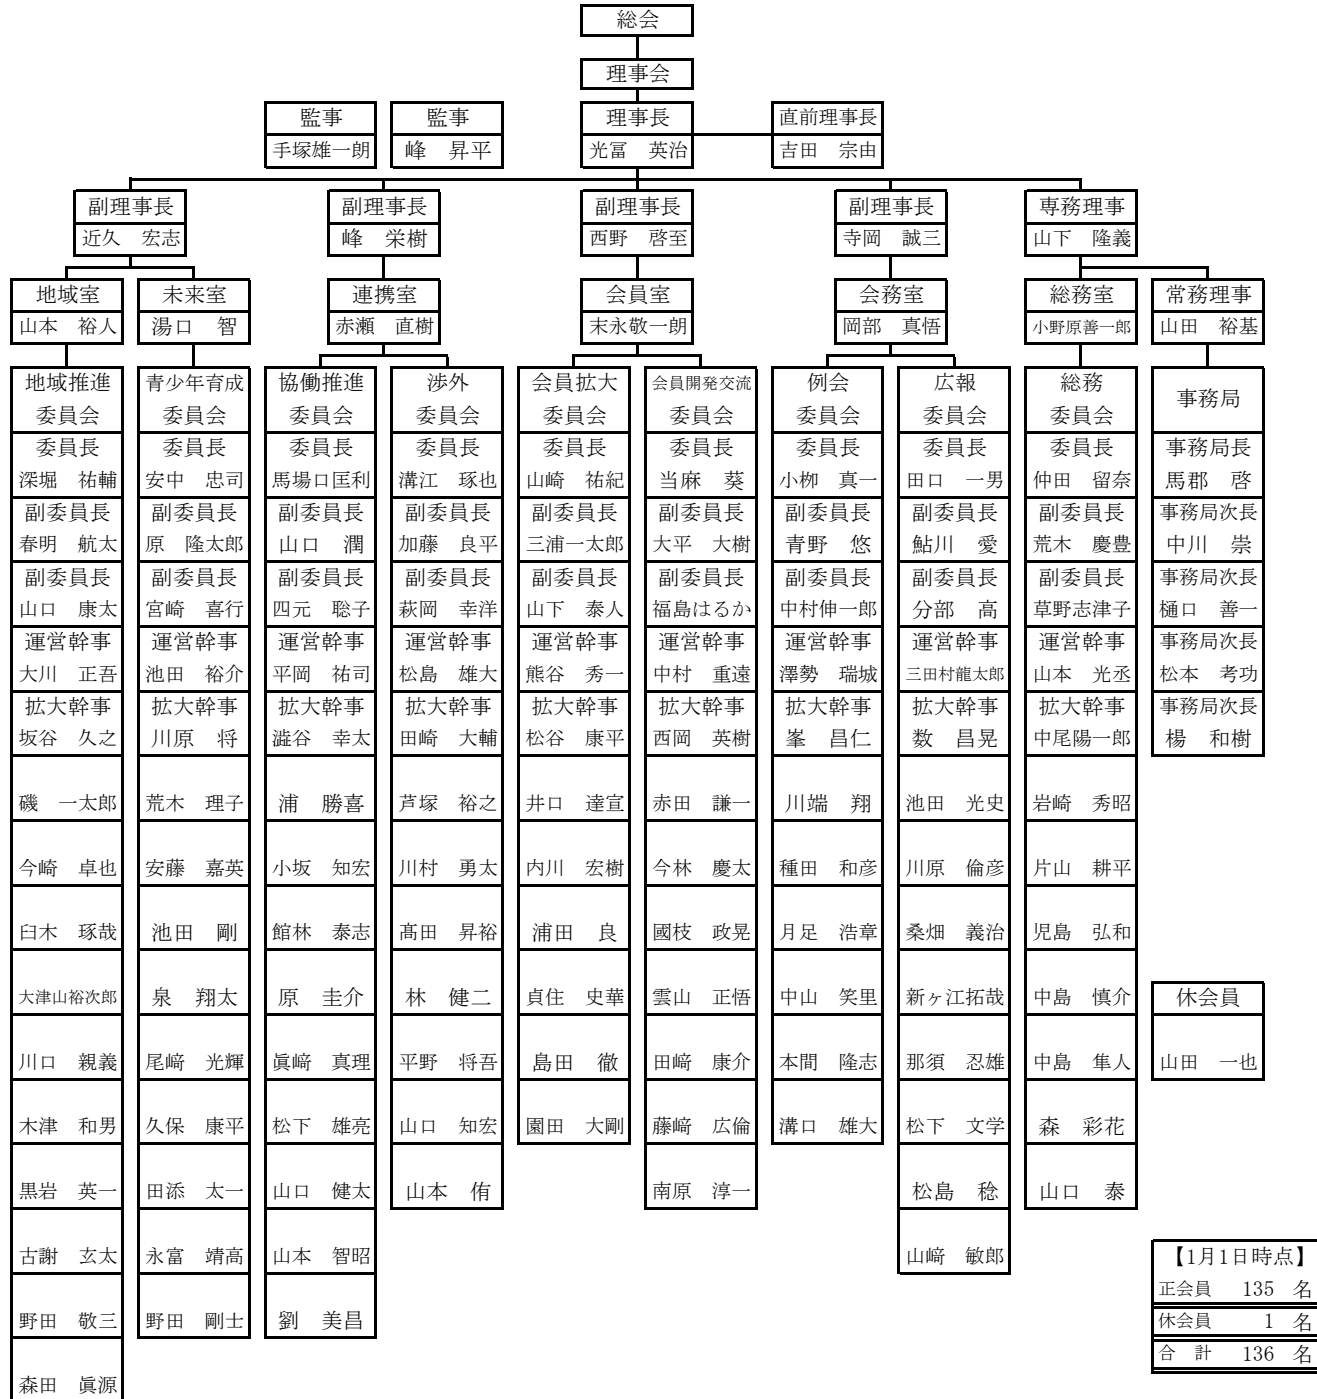 総会
理事会
監事
手塚雄一朗
監事
峰　昇平
理事長
光冨　英治
直前理事長
吉田　宗由
副理事長
近久　宏志
副理事長
峰　栄樹
副理事長
西野　啓至
副理事長
寺岡　誠三
専務理事
山下　隆義
地域室
山本　裕人
未来室
湯口　智
連携室
赤瀬　直樹
会員室
末永敬一朗
会務室
岡部　真悟
総務室
小野原善一郎
常務理事
山田　裕基
地域推進
委員会
委員長
深堀　祐輔
副委員長
春明　航太
副委員長
山口　康太
運営幹事
大川　正吾
拡大幹事
坂谷　久之
磯　一太郎
今崎　卓也
臼木　琢哉
大津山裕次郎
川口　親義
木津　和男
黒岩　英一
古謝　玄太
野田　敬三
森田　眞源
青少年育成
委員会
委員長
安中　忠司
副委員長
原　隆太郎
副委員長
宮崎　喜行
運営幹事
池田　裕介
拡大幹事
川原　将
荒木　理子
安藤　嘉英
池田　剛
泉　翔太
尾﨑　光輝
久保　康平
田添　太一
永富　靖高
野田　剛士
協働推進
委員会
委員長
馬場口匡利
副委員長
山口　潤
副委員長
四元　聡子
運営幹事
平岡　祐司
拡大幹事
澁谷　幸太
浦　勝喜
小坂　知宏
館林　泰志
原　圭介
眞﨑　真理
松下　雄亮
山口　健太
山本　智昭
劉　美昌
渉外
委員会
委員長
溝江　琢也
副委員長
加藤　良平
副委員長
萩岡　幸洋
運営幹事
松島　雄大
拡大幹事
田崎　大輔
芦塚　裕之
川村　勇太
髙田　昇裕
林　健二
平野　将吾
山口　知宏
山本　侑
会員拡大
委員会
委員長
山崎　祐紀
副委員長
三浦一太郎
副委員長
山下　泰人
運営幹事
熊谷　秀一
拡大幹事
松谷　康平
井口　達宣
内川　宏樹
浦田　良
貞住　史華
島田　徹
園田　大剛
会員開発交流
委員会
委員長
当麻　葵
副委員長
大平　大樹
副委員長
福島はるか
運営幹事
中村　重遠
拡大幹事
西岡　英樹
赤田　謙一
今林　慶太
國枝　政晃
雲山　正悟
田﨑　康介
藤﨑　広倫
南原　淳一
例会
委員会
委員長
小栁　真一
副委員長
青野　悠
副委員長
中村伸一郎
運営幹事
澤勢　瑞城
拡大幹事
峯　昌仁
川端　翔
種田　和彦
月足　浩章
中山　笑里
本間　隆志
溝口　雄大
広報
委員会
委員長
田口　一男
副委員長
鮎川　愛
副委員長
分部　高
運営幹事
三田村龍太郎
拡大幹事
数　昌晃
池田　光史
川原　倫彦
桑畑　義治
新ヶ江拓哉
那須　忍雄
松下　文学
松島　稔
山﨑　敏郎
総務
委員会
委員長
仲田　留奈
副委員長
荒木　慶豊
副委員長
草野志津子
運営幹事
山本　光丞
拡大幹事
中尾陽一郎
岩崎　秀昭
片山　耕平
児島　弘和
中島　慎介
中島　隼人
森　彩花
山口　泰
事務局
事務局長
馬郡　啓
事務局次長
中川　崇
事務局次長
樋口　善一
事務局次長
松本　考功
事務局次長
楊　和樹
休会員
山田　一也
【1月1日時点】
正会員　135　名
休会員　1　名
合　計　136　名